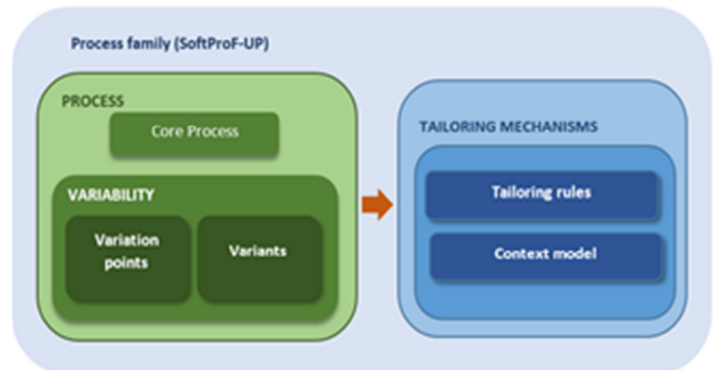 Process family (SoftProF-UP)
PROCESS
Core Process
VARIABILITY
Variation
points
Variants
TAILORING MECHANISMS
Tailoring rules
Context model